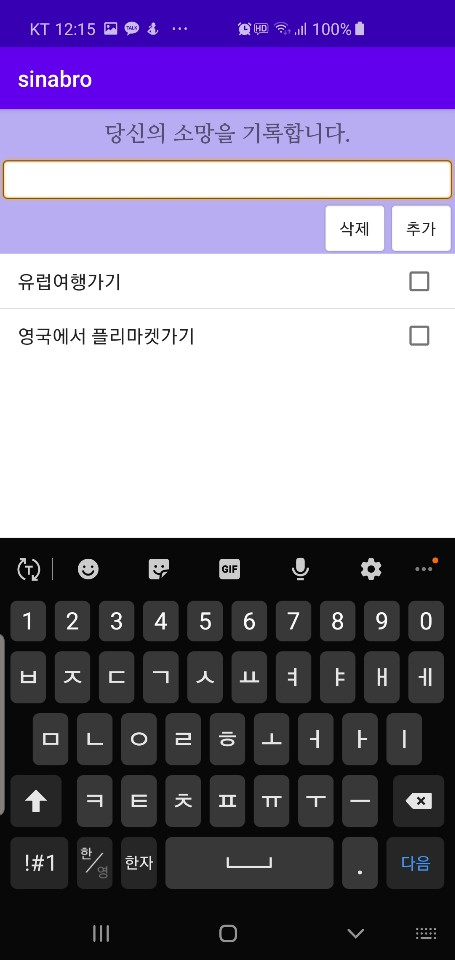 KT 12:15 TALK HD 100%
sinabro
당신의 소망을 기록합니다.
삭제 추가
유럽여행가기
영국에서 플리마켓가기
T GIF
1 2 3 4 5 6 7 8 9 0
ㅂ ㅈ ㄷ ㄱ ㅅ ㅛ ㅕ ㅑ ㅐ ㅔ
ㅁ ㄴ ㅇ ㄹ ㅎ ㅗ ㅓ ㅏ ㅣ
ㅋ ㅌ ㅊ ㅍ ㅠ ㅜ ㅡ
!#1 한/영 한자 . 다음